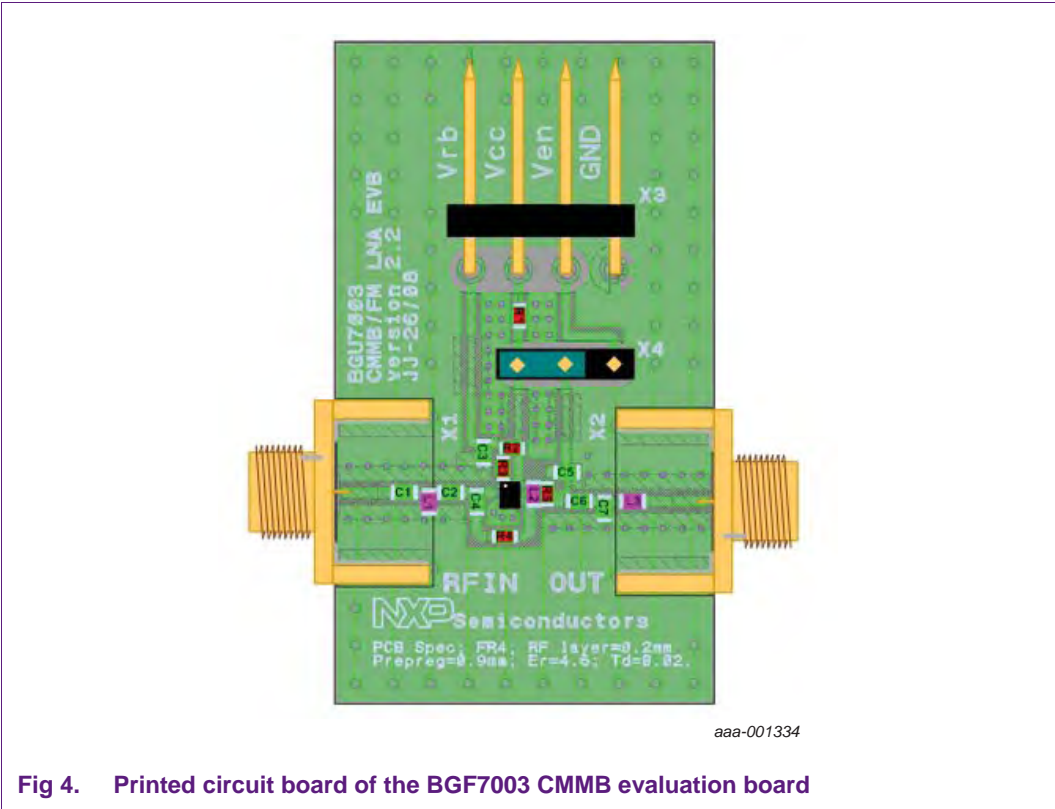 Vrb
Vcc
Ven
GND
X3
BGU7003
CMMB/FM LNA EVB
version 2.2
JJ-26/08
X4
X1
X2
C3
R2
C5
C1
C2
C4
L2
C6
C7
R4
RFIN OUT
NXP Semiconductors
PCB Spec: FR4, RF layer=0.2mm,
Prepreg=0.9mm; Er=4.6; Td=0.02.
aaa-001334
Fig 4. Printed circuit board of the BGF7003 CMMB evaluation board